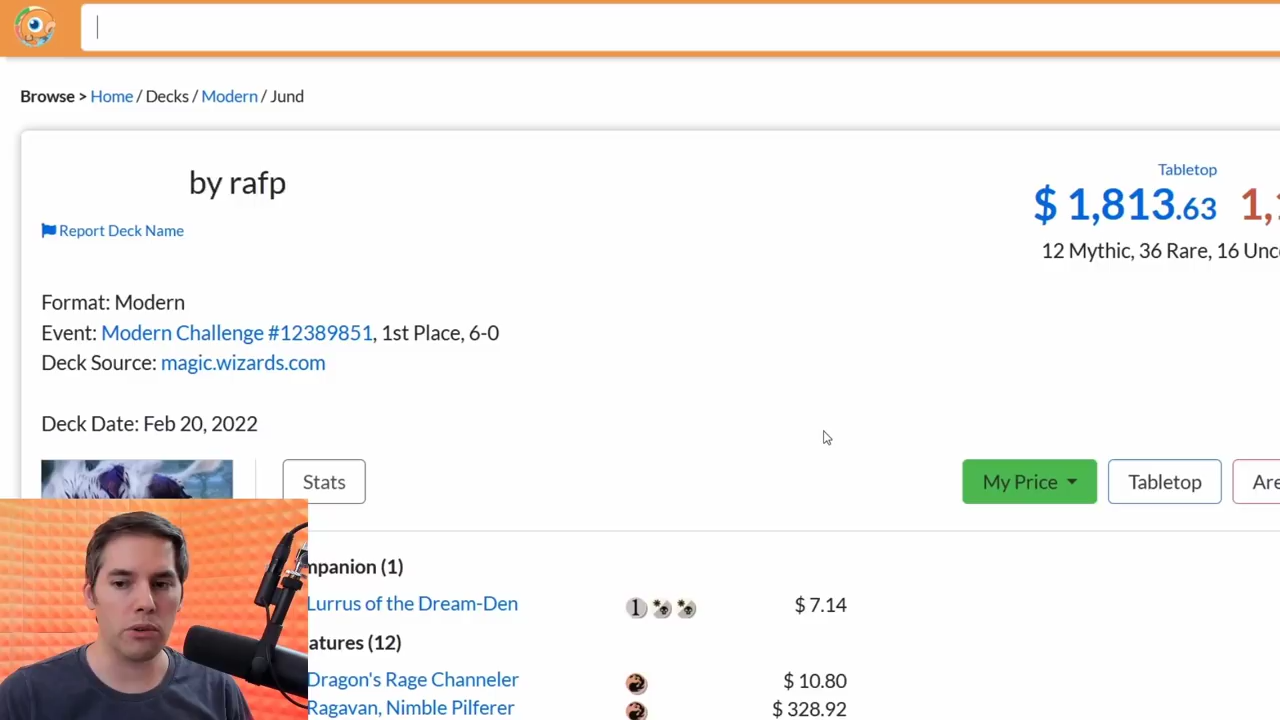 Browse > Home / Decks / Modern / Jund
by rafp
Tabletop
$ 1,813.63
Report Deck Name
12 Mythic, 36 Rare, 16
Format: Modern
Event: Modern Challenge #12389851, 1st Place, 6-0
Deck Source: magic.wizards.com
Deck Date: Feb 20, 2022
Stats
My Price
Tabletop
(1)
Lurrus of the Dream-Den 1 $ 7.14
(12)
Dragon's Rage Channeler $ 10.80
Ragavan, Nimble Pilferer $ 328.92